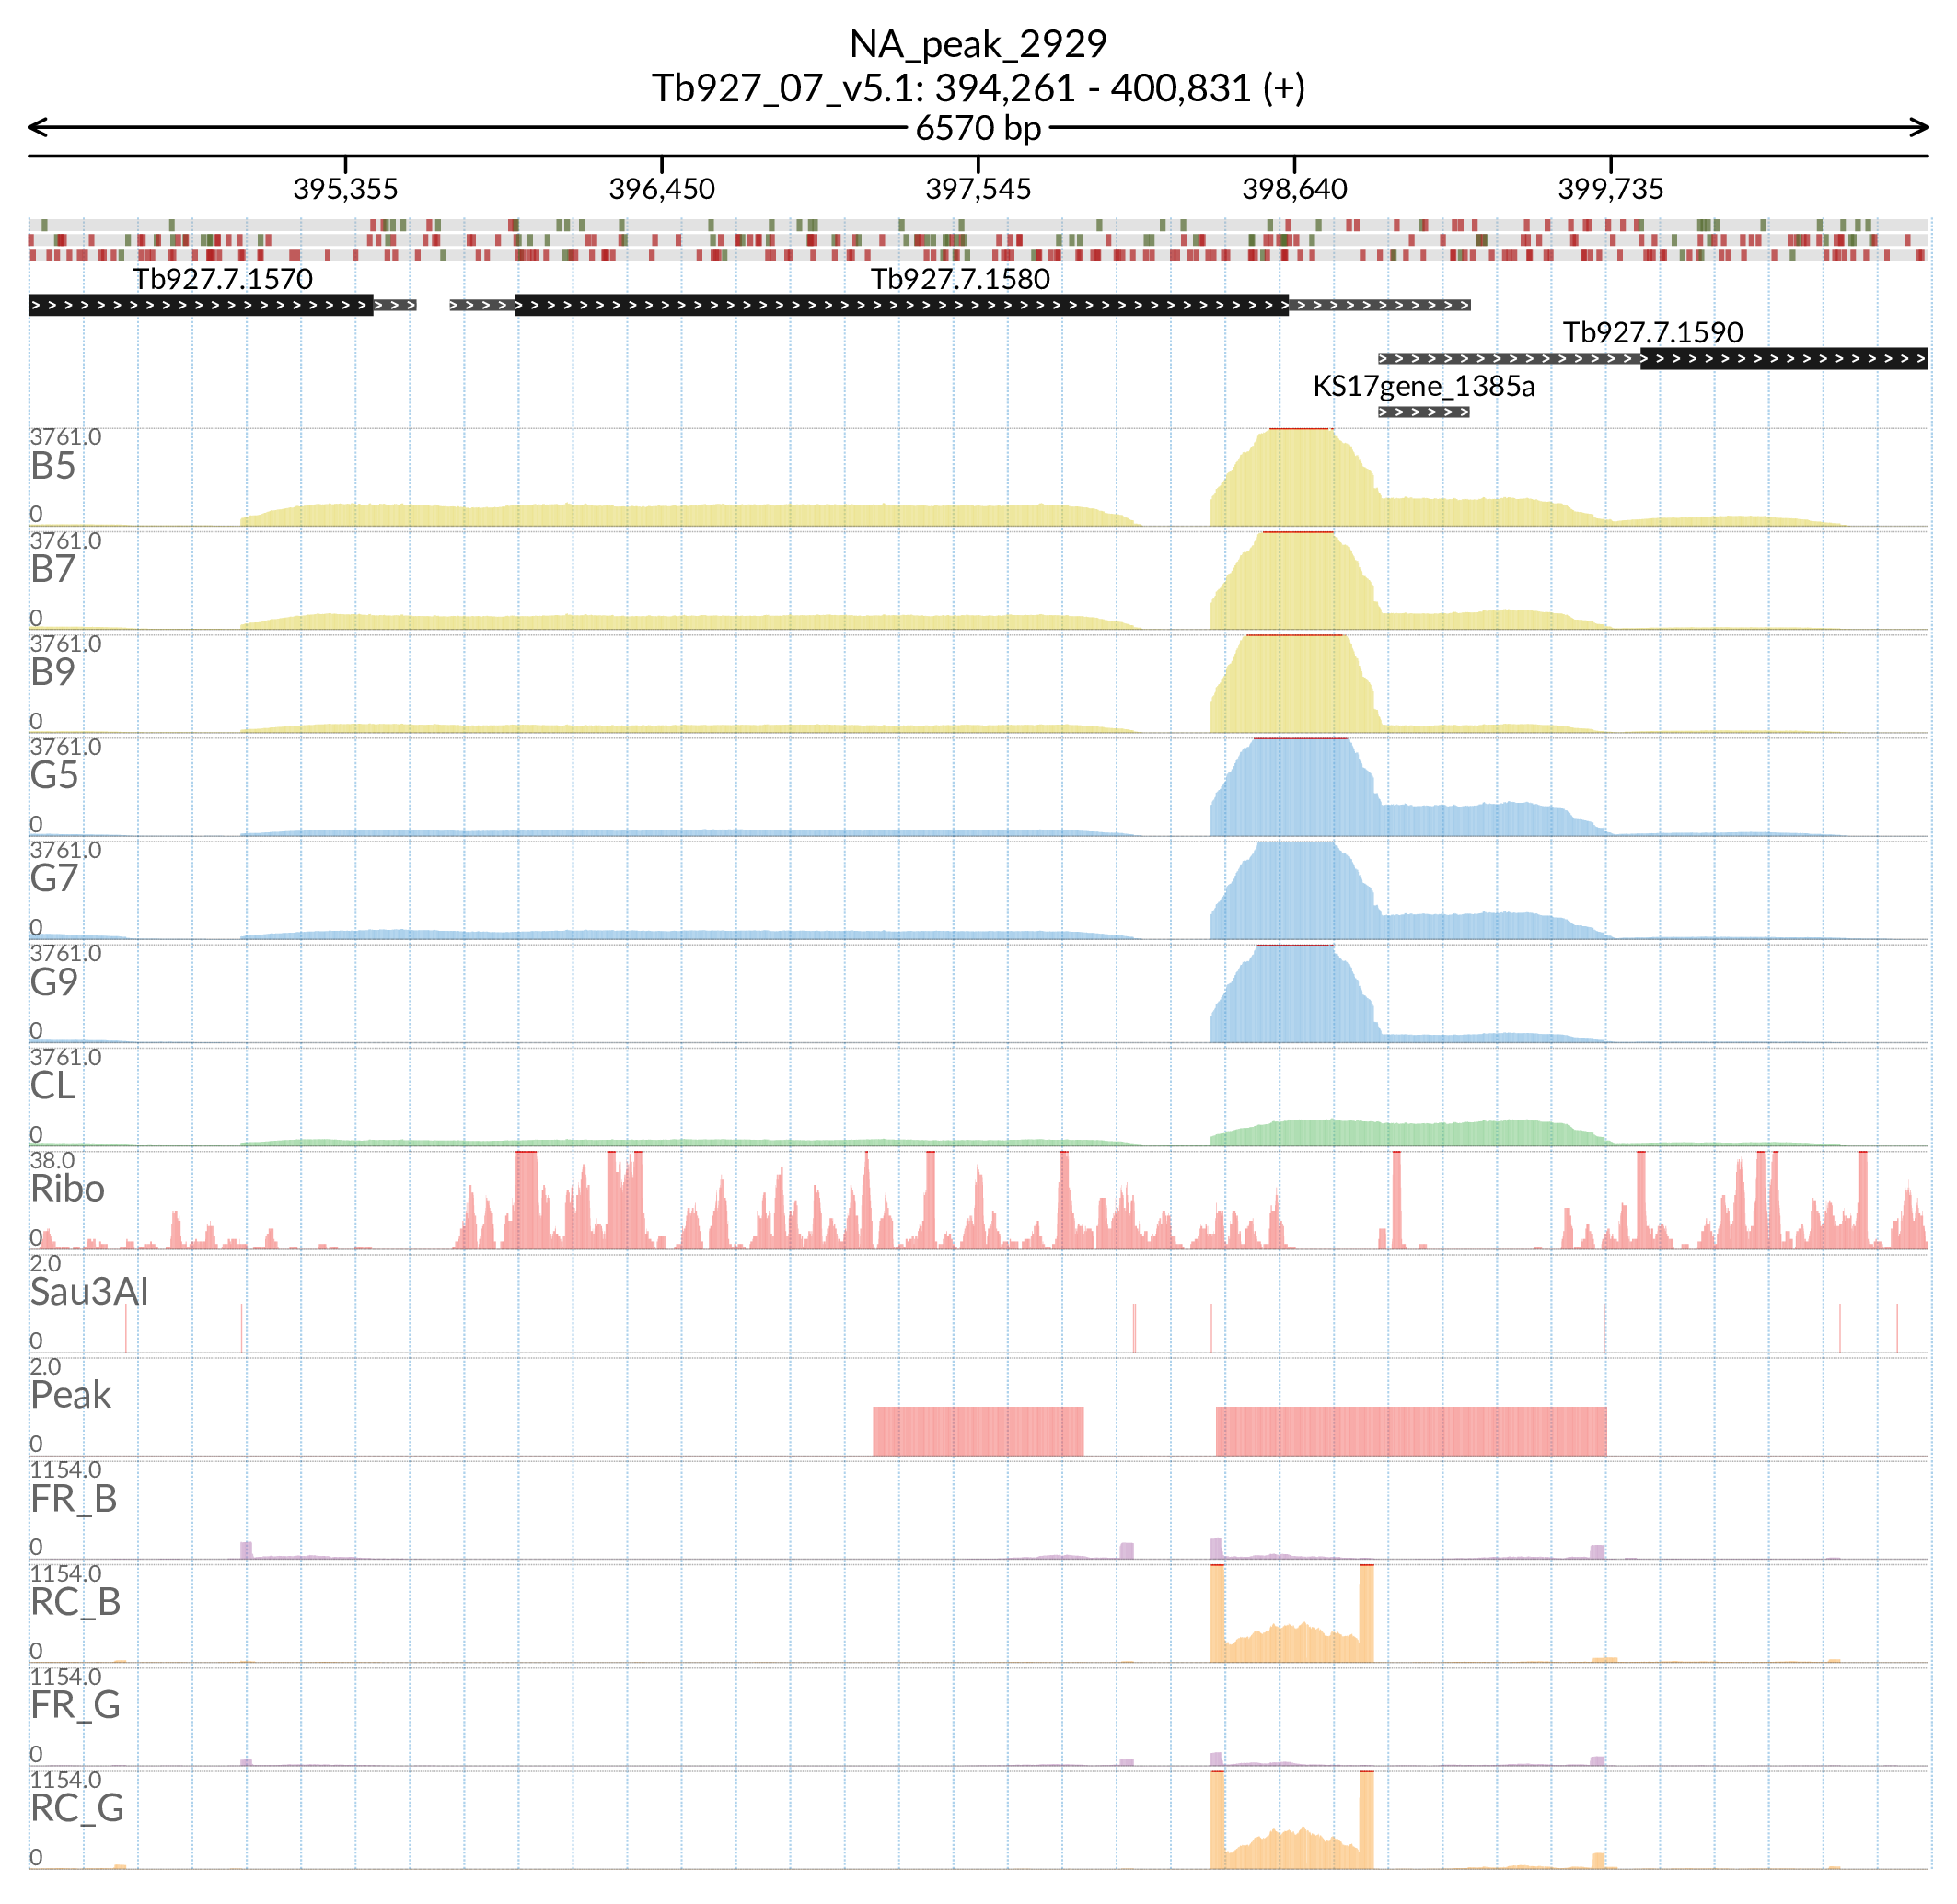 NA_peak_2929
Tb927_07_v5.1: 394,261 - 400,831 (+)
6570 bp
395,355 396,450 397,545 398,640 399,735
Tb927.7.1570 Tb927.7.1580
Tb927.7.1590
KS17gene_1385a
3761.0
B5
0
3761.0
B7
0
3761.0
B9
0
3761.0
G5
0
3761.0
G7
0
3761.0
G9
0
3761.0
CL
0
38.0
Ribo
0
2.0
Sau3AI
0
2.0
Peak
0
1154.0
FR_B
0
1154.0
RC_B
0
1154.0
FR_G
0
1154.0
RC_G
0